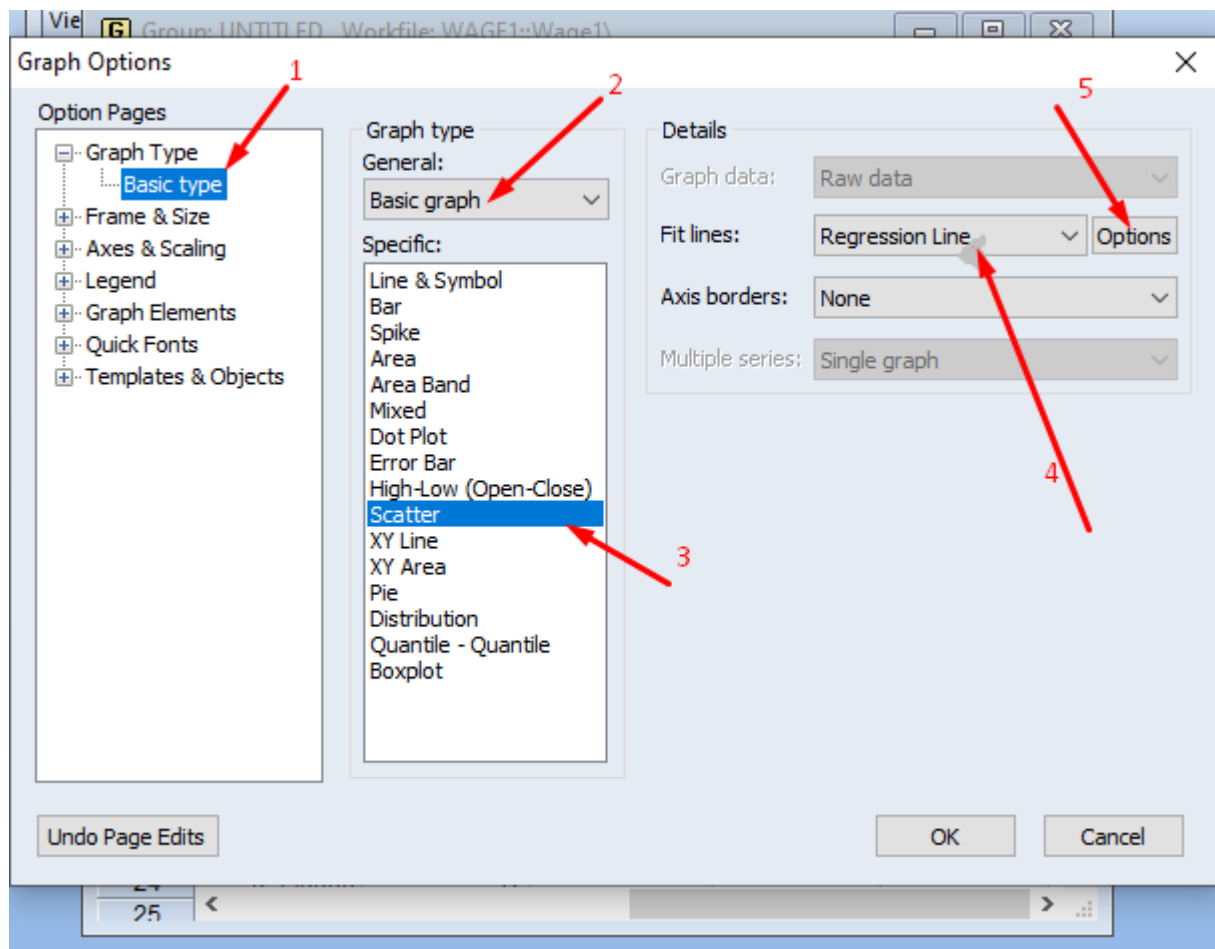 Vie
G Group: UNTITLED Workfile: WAGE1::Wage1\
Graph Options
1
2
5
Option Pages
Graph Type
Basic type
Frame & Size
Axes & Scaling
Legend
Graph Elements
Quick Fonts
Templates & Objects
Graph type
General:
Basic graph
Specific:
Line & Symbol
Bar
Spike
Area
Area Band
Mixed
Dot Plot
Error Bar
High-Low (Open-Close)
Scatter
XY Line
XY Area
Pie
Distribution
Quantile - Quantile
Boxplot
3
Details
Graph data: Raw data
Fit lines: Regression Line Options
Axis borders: None
Multiple series: Single graph
4
Undo Page Edits
OK
Cancel
24
25